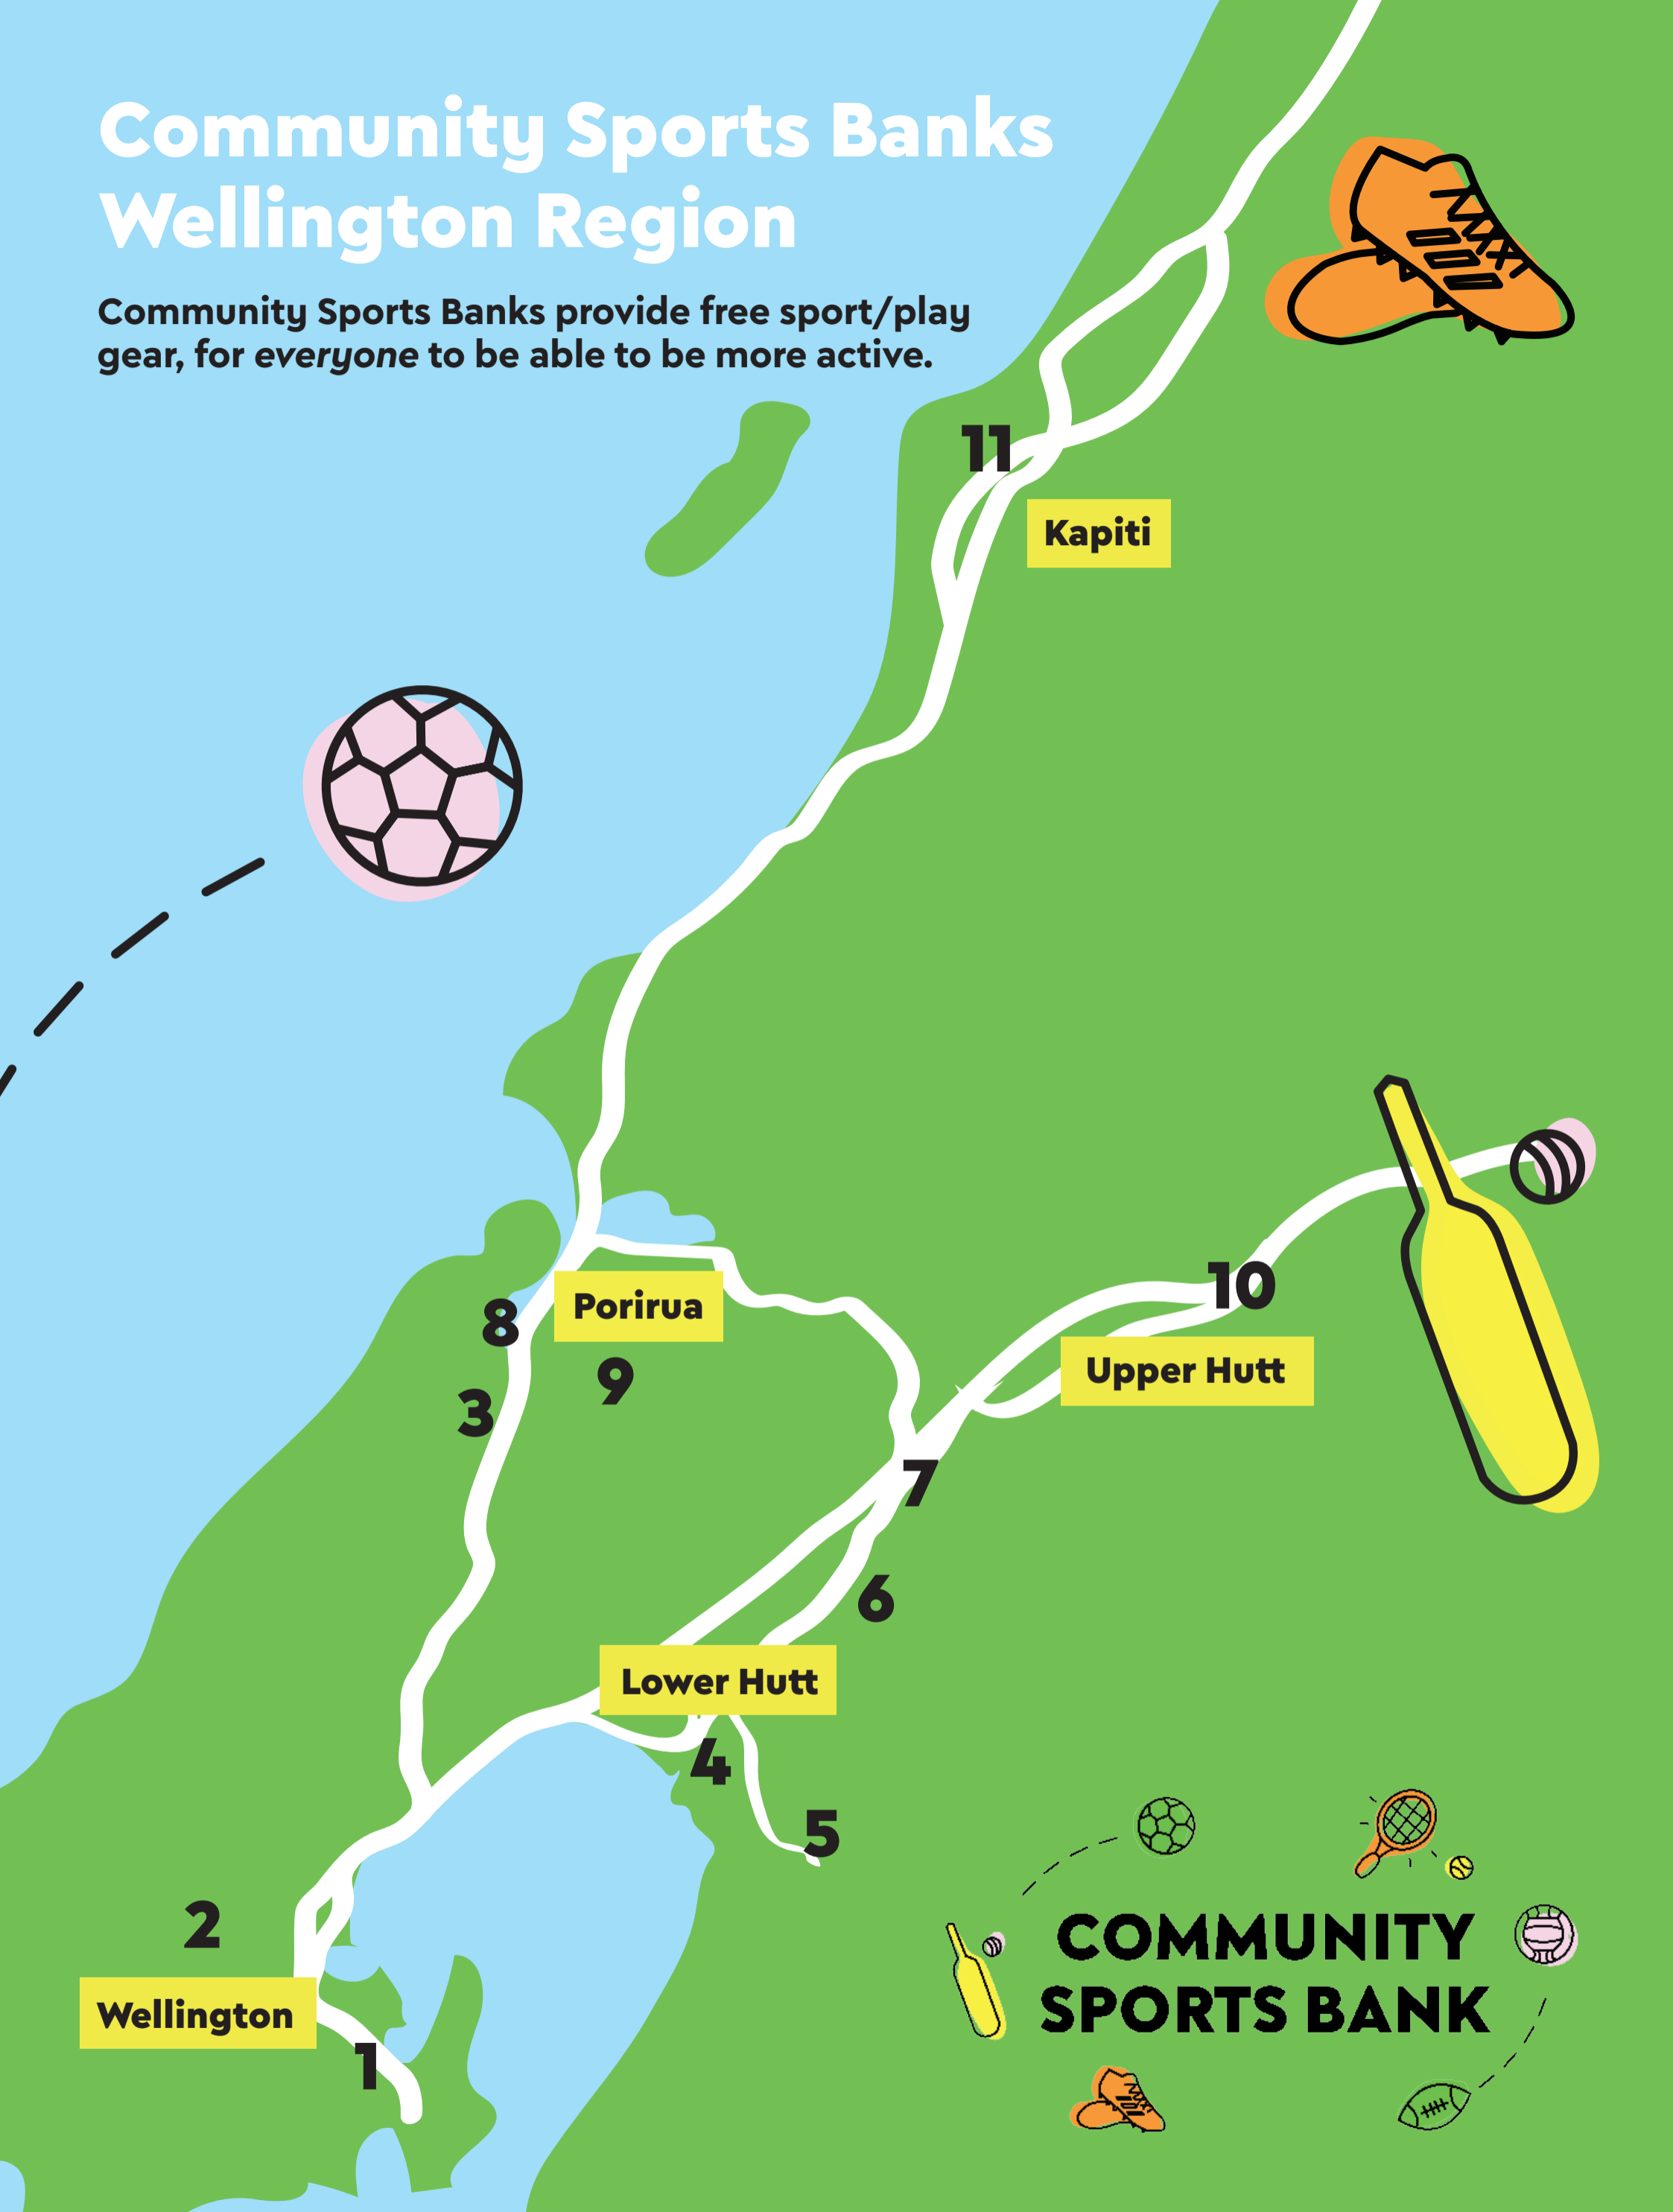 Community Sports Banks
Wellington Region
Community Sports Banks provide free sport/play
gear, for everyone to be able to be more active.
11
Kapiti
10
Porirua
8
Upper Hutt
9
3
7
6
Lower Hutt
4
5
2
Wellington
1
COMMUNITY
SPORTS BANK